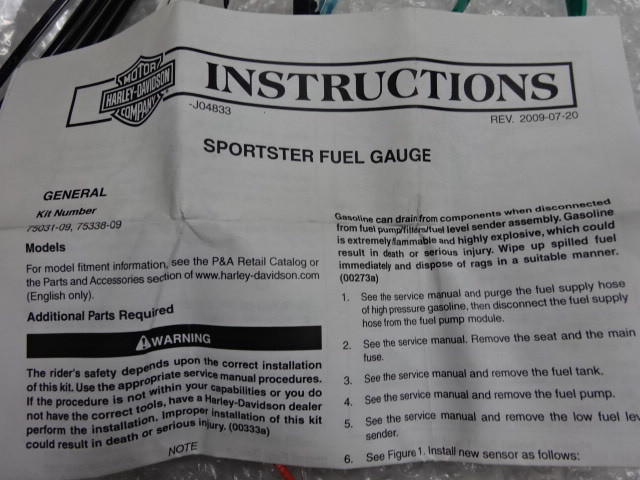 MOTOR
HARLEY-DAVIDSON
COMPANY
INSTRUCTIONS
-J04833
REV. 2009-07-20
SPORTSTER FUEL GAUGE
GENERAL
Kit Number
75031-09, 75338-09
Models
For model fitment information, see the P&A Retail Catalog or
the Parts and Accessories section of www.harley-davidson.com
(English only).
Additional Parts Required
WARNING
The rider's safety depends upon the correct installation
of this kit. Use the appropriate service manual procedures.
If the procedure is not within your capabilities or you do
not have the correct tools, have a Harley-Davidson dealer
perform the installation. Improper installation of this kit
could result in death or serious injury. (00333a)
NOTE
Gasoline can drain from components when disconnected
from fuel pump/filters/fuel level sender assembly. Gasoline
is extremely flammable and highly explosive, which could
result in death or serious injury. Wipe up spilled fuel
immediately and dispose of rags in a suitable manner.
(00273a)
1. See the service manual and purge the fuel supply hose
of high pressure gasoline, then disconnect the fuel supply
hose from the fuel pump module.
2. See the service manual. Remove the seat and the main
fuse.
3. See the service manual and remove the fuel tank.
4. See the service manual and remove the fuel pump.
5. See the service manual and remove the low fuel lev
sender.
6. See Figure 1. Install new sensor as follows: